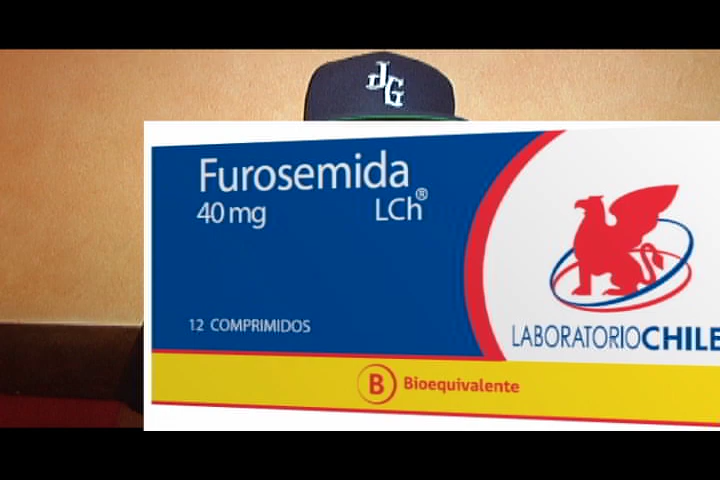 JG
Furosemida
40 mg LCh®
12 COMPRIMIDOS
LABORATORIOCHILE
B Bioequivalente